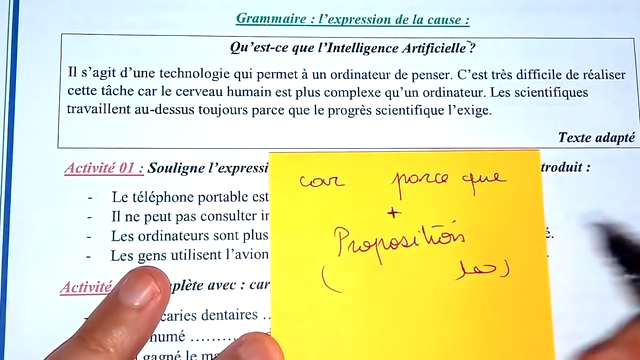 Grammaire : l'expression de la cause :
Qu'est-ce que l'Intelligence Artificielle ?
Il s'agit d'une technologie qui permet à un ordinateur de penser. C'est très difficile de réaliser
cette tâche car le cerveau humain est plus complexe qu'un ordinateur. Les scientifiques
travaillent au-dessus toujours parce que le progrès scientifique l'exige.
Texte adapté
Activité 01 : Souligne l'expressi troduit :
- Le téléphone portable est
- Il ne peut pas consulter
- Les ordinateurs sont plus
- Les gens utilisent l'avion
Activité plète avec : car
caries dentaires ..
numé .........
gagné le
car parce que
+
Proposition
(